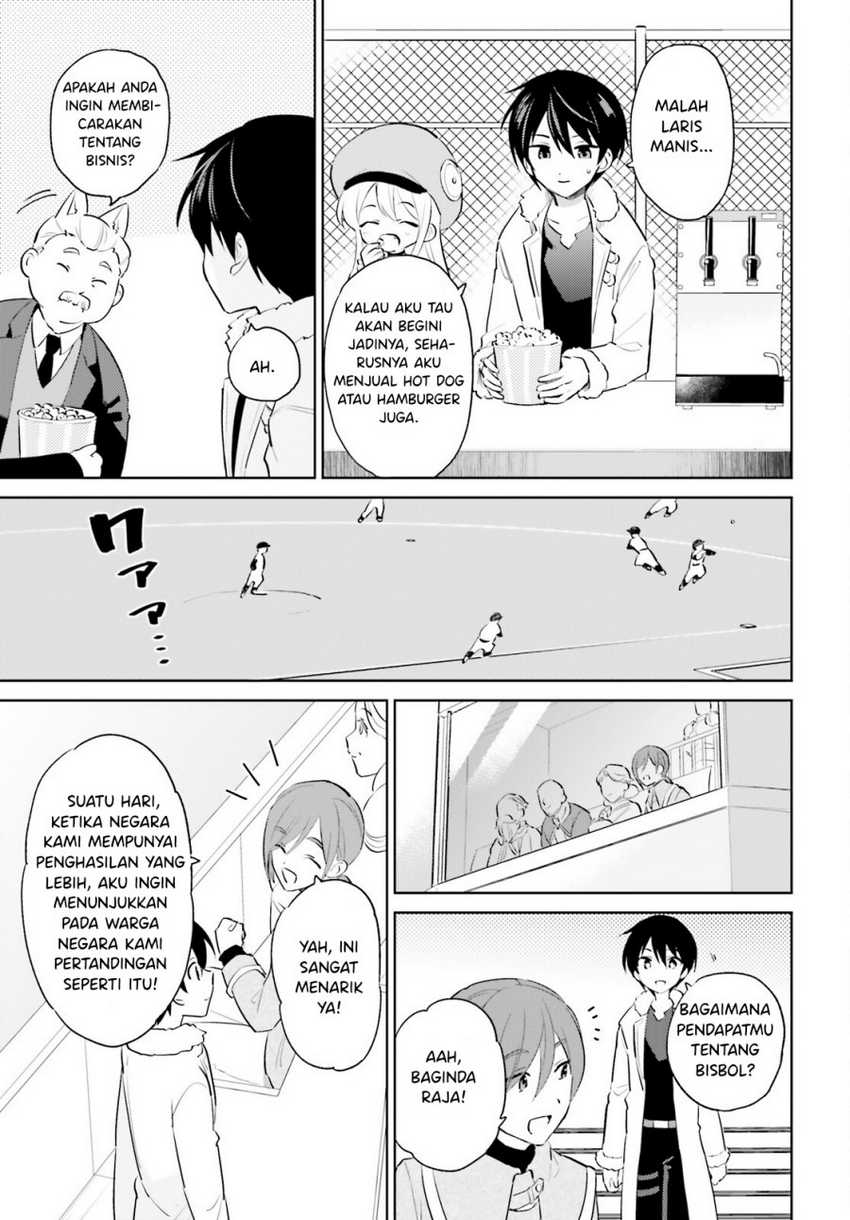 MALAH
LARIS
MANIS...
KALAU AKU TAU
AKAN BEGINI
JADINYA, SEHA-
RUSNYA AKU
MENJUAL HOT DOG
ATAU HAMBURGER
JUGA.
APAKAH ANDA
INGIN MEMBI-
CARAKAN
TENTANG
BISNIS?
AH.
ワァァ…
BAGAIMANA
PENDAPATMU
TENTANG
BISBOL?
AAH,
BAGINDA
RAJA!
YAH, INI
SANGAT
MENARIK
YA!
SUATU HARI,
KETIKA NEGARA
KAMI MEMPUNYAI
PENGHASILAN YANG
LEBIH, AKU INGIN
MENUNJUKKAN
PADA WARGA
NEGARA KAMI
PERTANDINGAN
SEPERTI ITU!